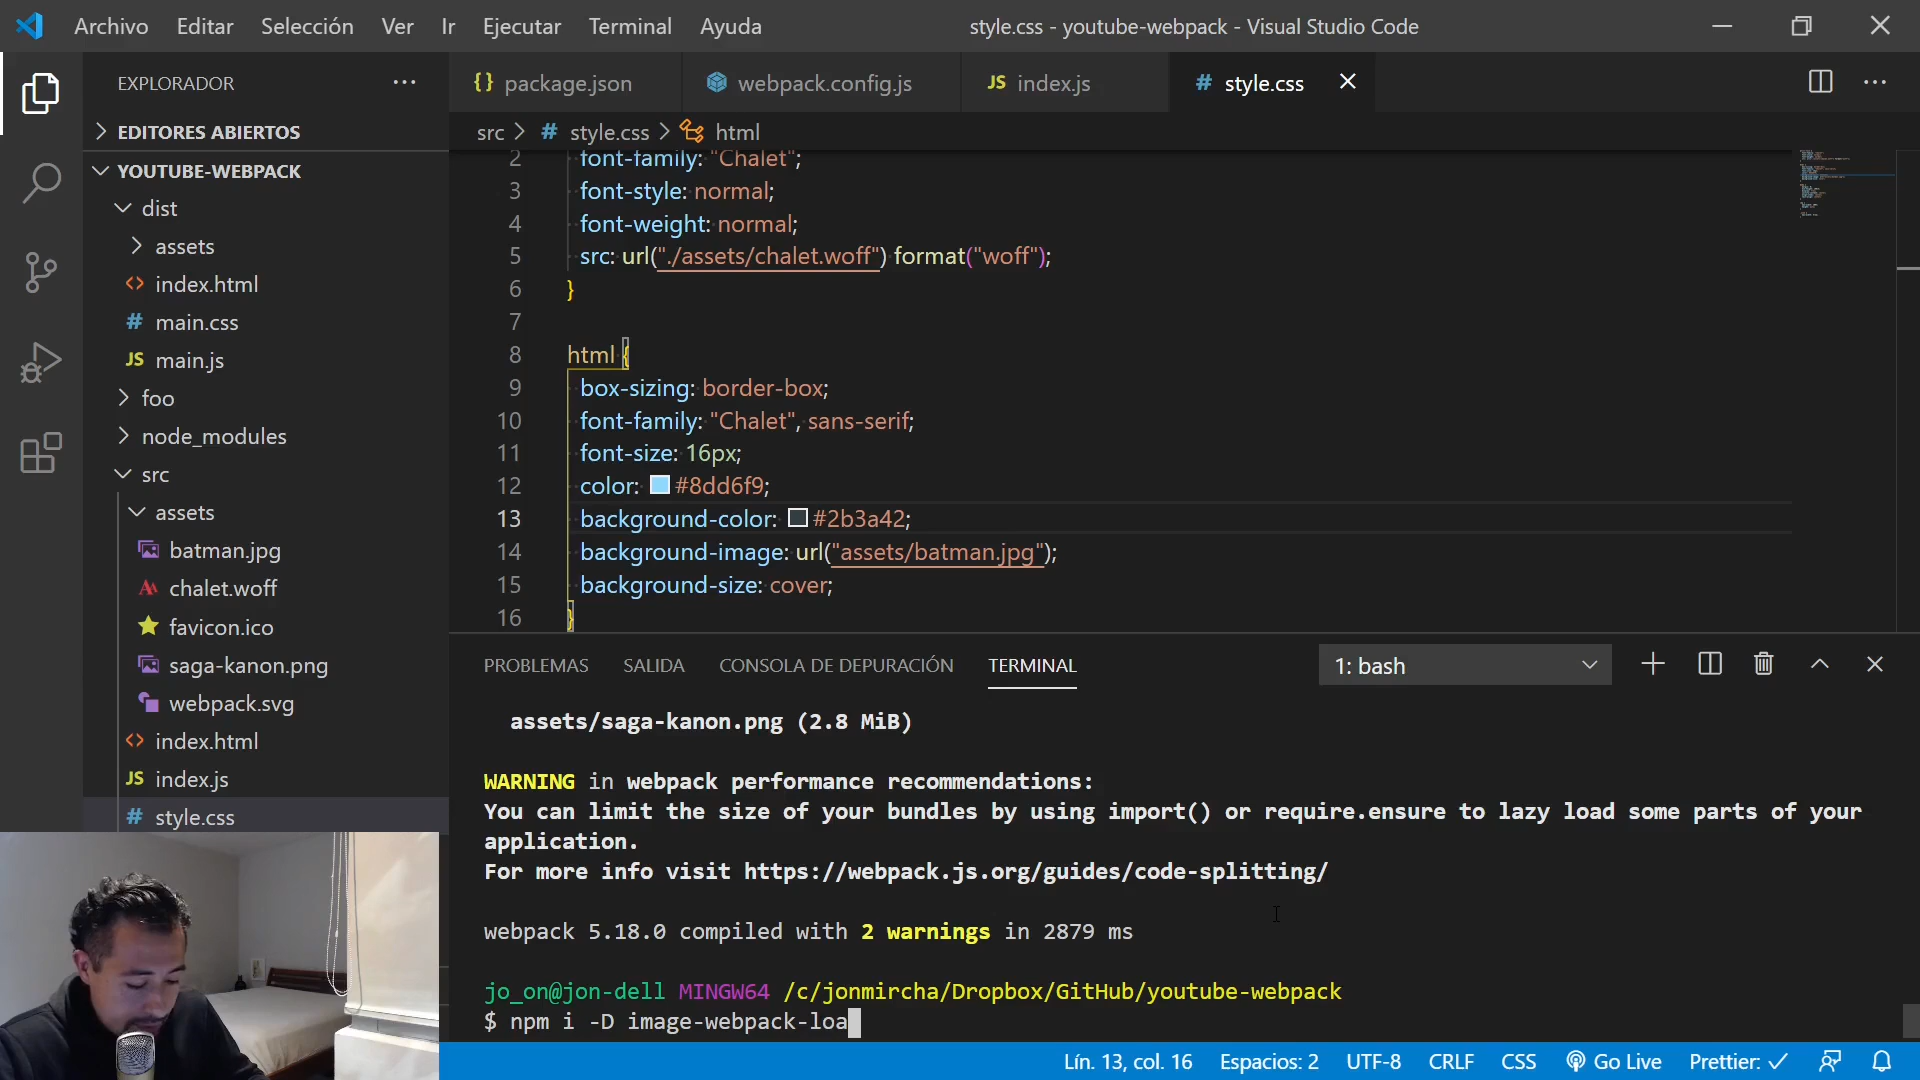 Archivo Editar Selección Ver Ir Ejecutar Terminal Ayuda
style.css - youtube-webpack - Visual Studio Code
EXPLORADOR
EDITORES ABIERTOS
YOUTUBE-WEBPACK
dist
assets
index.html
main.css
main.js
foo
node_modules
src
assets
batman.jpg
chalet.woff
favicon.ico
saga-kanon.png
webpack.svg
index.html
index.js
style.css
package.json webpack.config.js index.js style.css
src > style.css > html
2 font-family: "Chalet";
3 font-style: normal;
4 font-weight: normal;
5 src: url("./assets/chalet.woff") format("woff");
6 }
7
8 html {
9 box-sizing: border-box;
10 font-family: "Chalet", sans-serif;
11 font-size: 16px;
12 color: #8dd6f9;
13 background-color: #2b3a42;
14 background-image: url("assets/batman.jpg");
15 background-size: cover;
16 }
PROBLEMAS SALIDA CONSOLA DE DEPURACIÓN TERMINAL 1: bash
assets/saga-kanon.png (2.8 MiB)
WARNING in webpack performance recommendations:
You can limit the size of your bundles by using import() or require.ensure to lazy load some parts of your
application.
For more info visit https://webpack.js.org/guides/code-splitting/
webpack 5.18.0 compiled with 2 warnings in 2879 ms
jo_on@jon-dell MINGW64 /c/jonmircha/Dropbox/GitHub/youtube-webpack
$ npm i -D image-webpack-loa
Lín. 13, col. 16 Espacios: 2 UTF-8 CRLF CSS Go Live Prettier: ✓